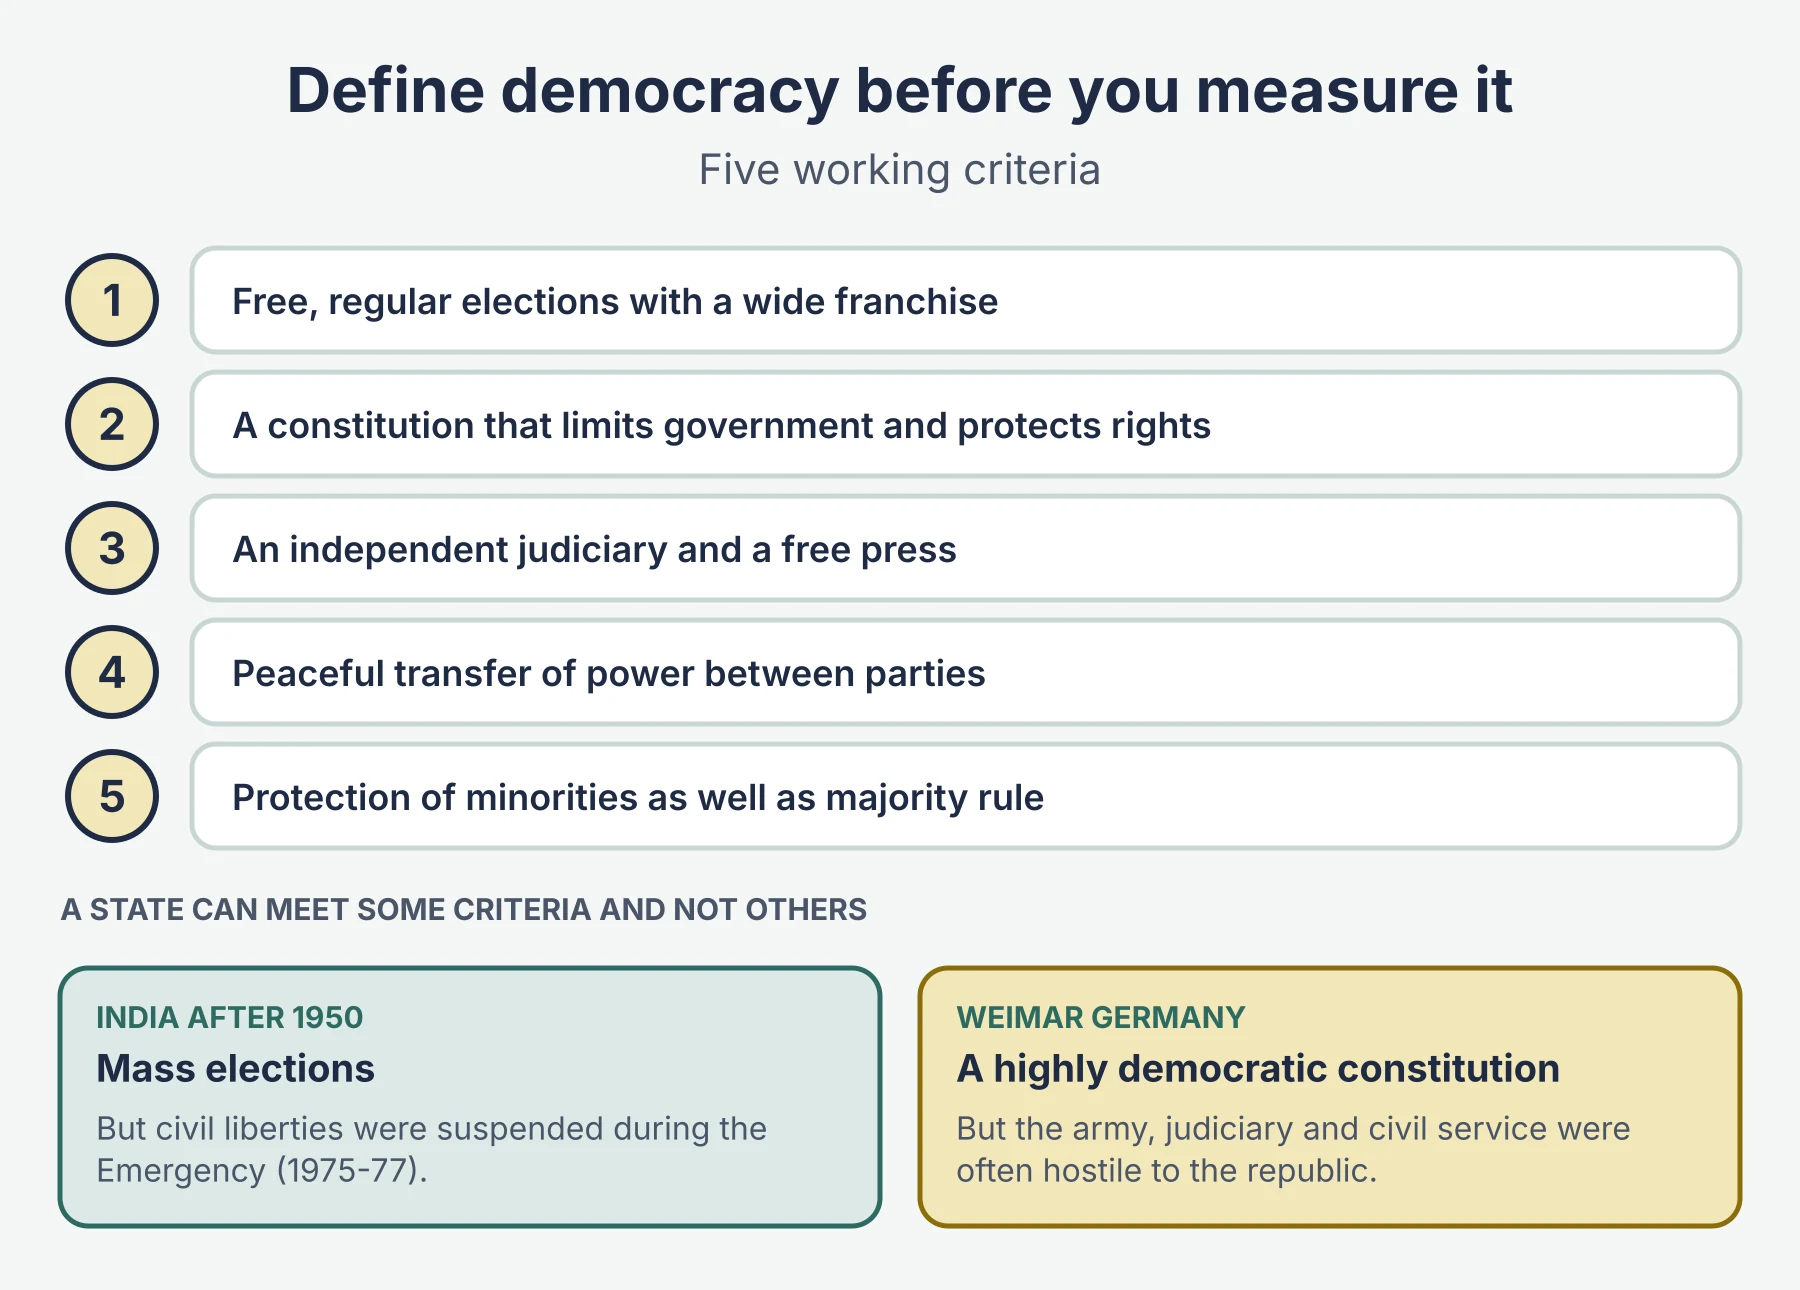 Define democracy before you measure it
Five working criteria
1
Free, regular elections with a wide franchise
2
A constitution that limits government and protects rights
3
An independent judiciary and a free press
4
Peaceful transfer of power between parties
5
Protection of minorities as well as majority rule
A STATE CAN MEET SOME CRITERIA AND NOT OTHERS
INDIA AFTER 1950
Mass elections
But civil liberties were suspended during the
Emergency (1975-77).
WEIMAR GERMANY
A highly democratic constitution
But the army, judiciary and civil service were
often hostile to the republic.